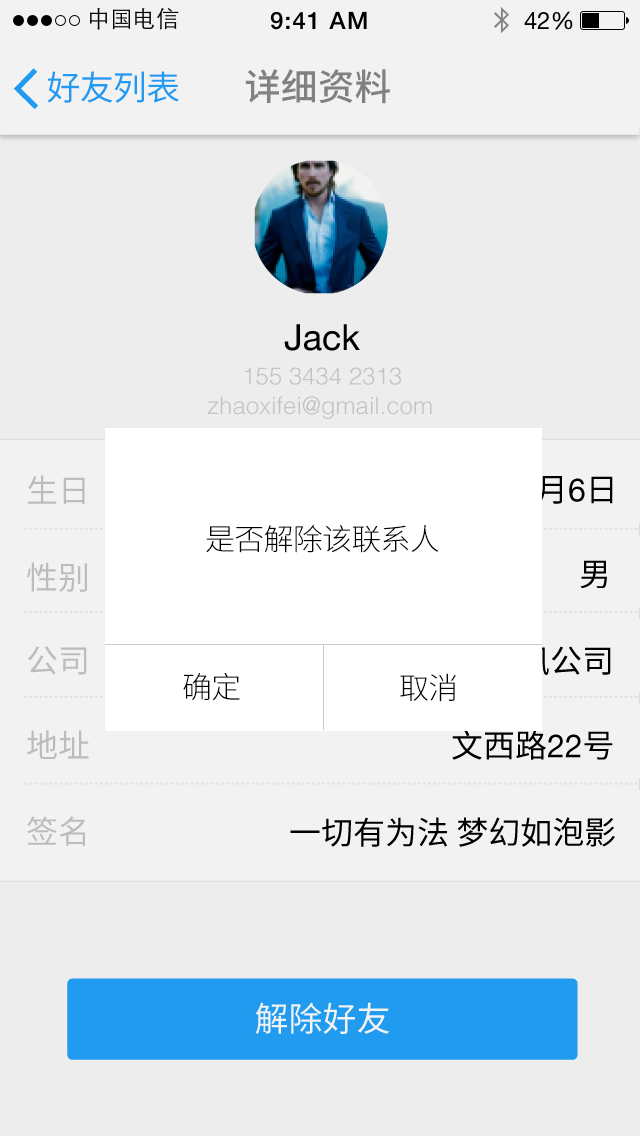 中国电信 9:41 AM 42%
好友列表 详细资料
Jack
155 3434 2313
zhaoxifei@gmail.com
生日 月6日
是否解除该联系人
性别 男
公司 公司
确定 取消
地址 文西路22号
签名 一切有为法 梦幻如泡影
解除好友